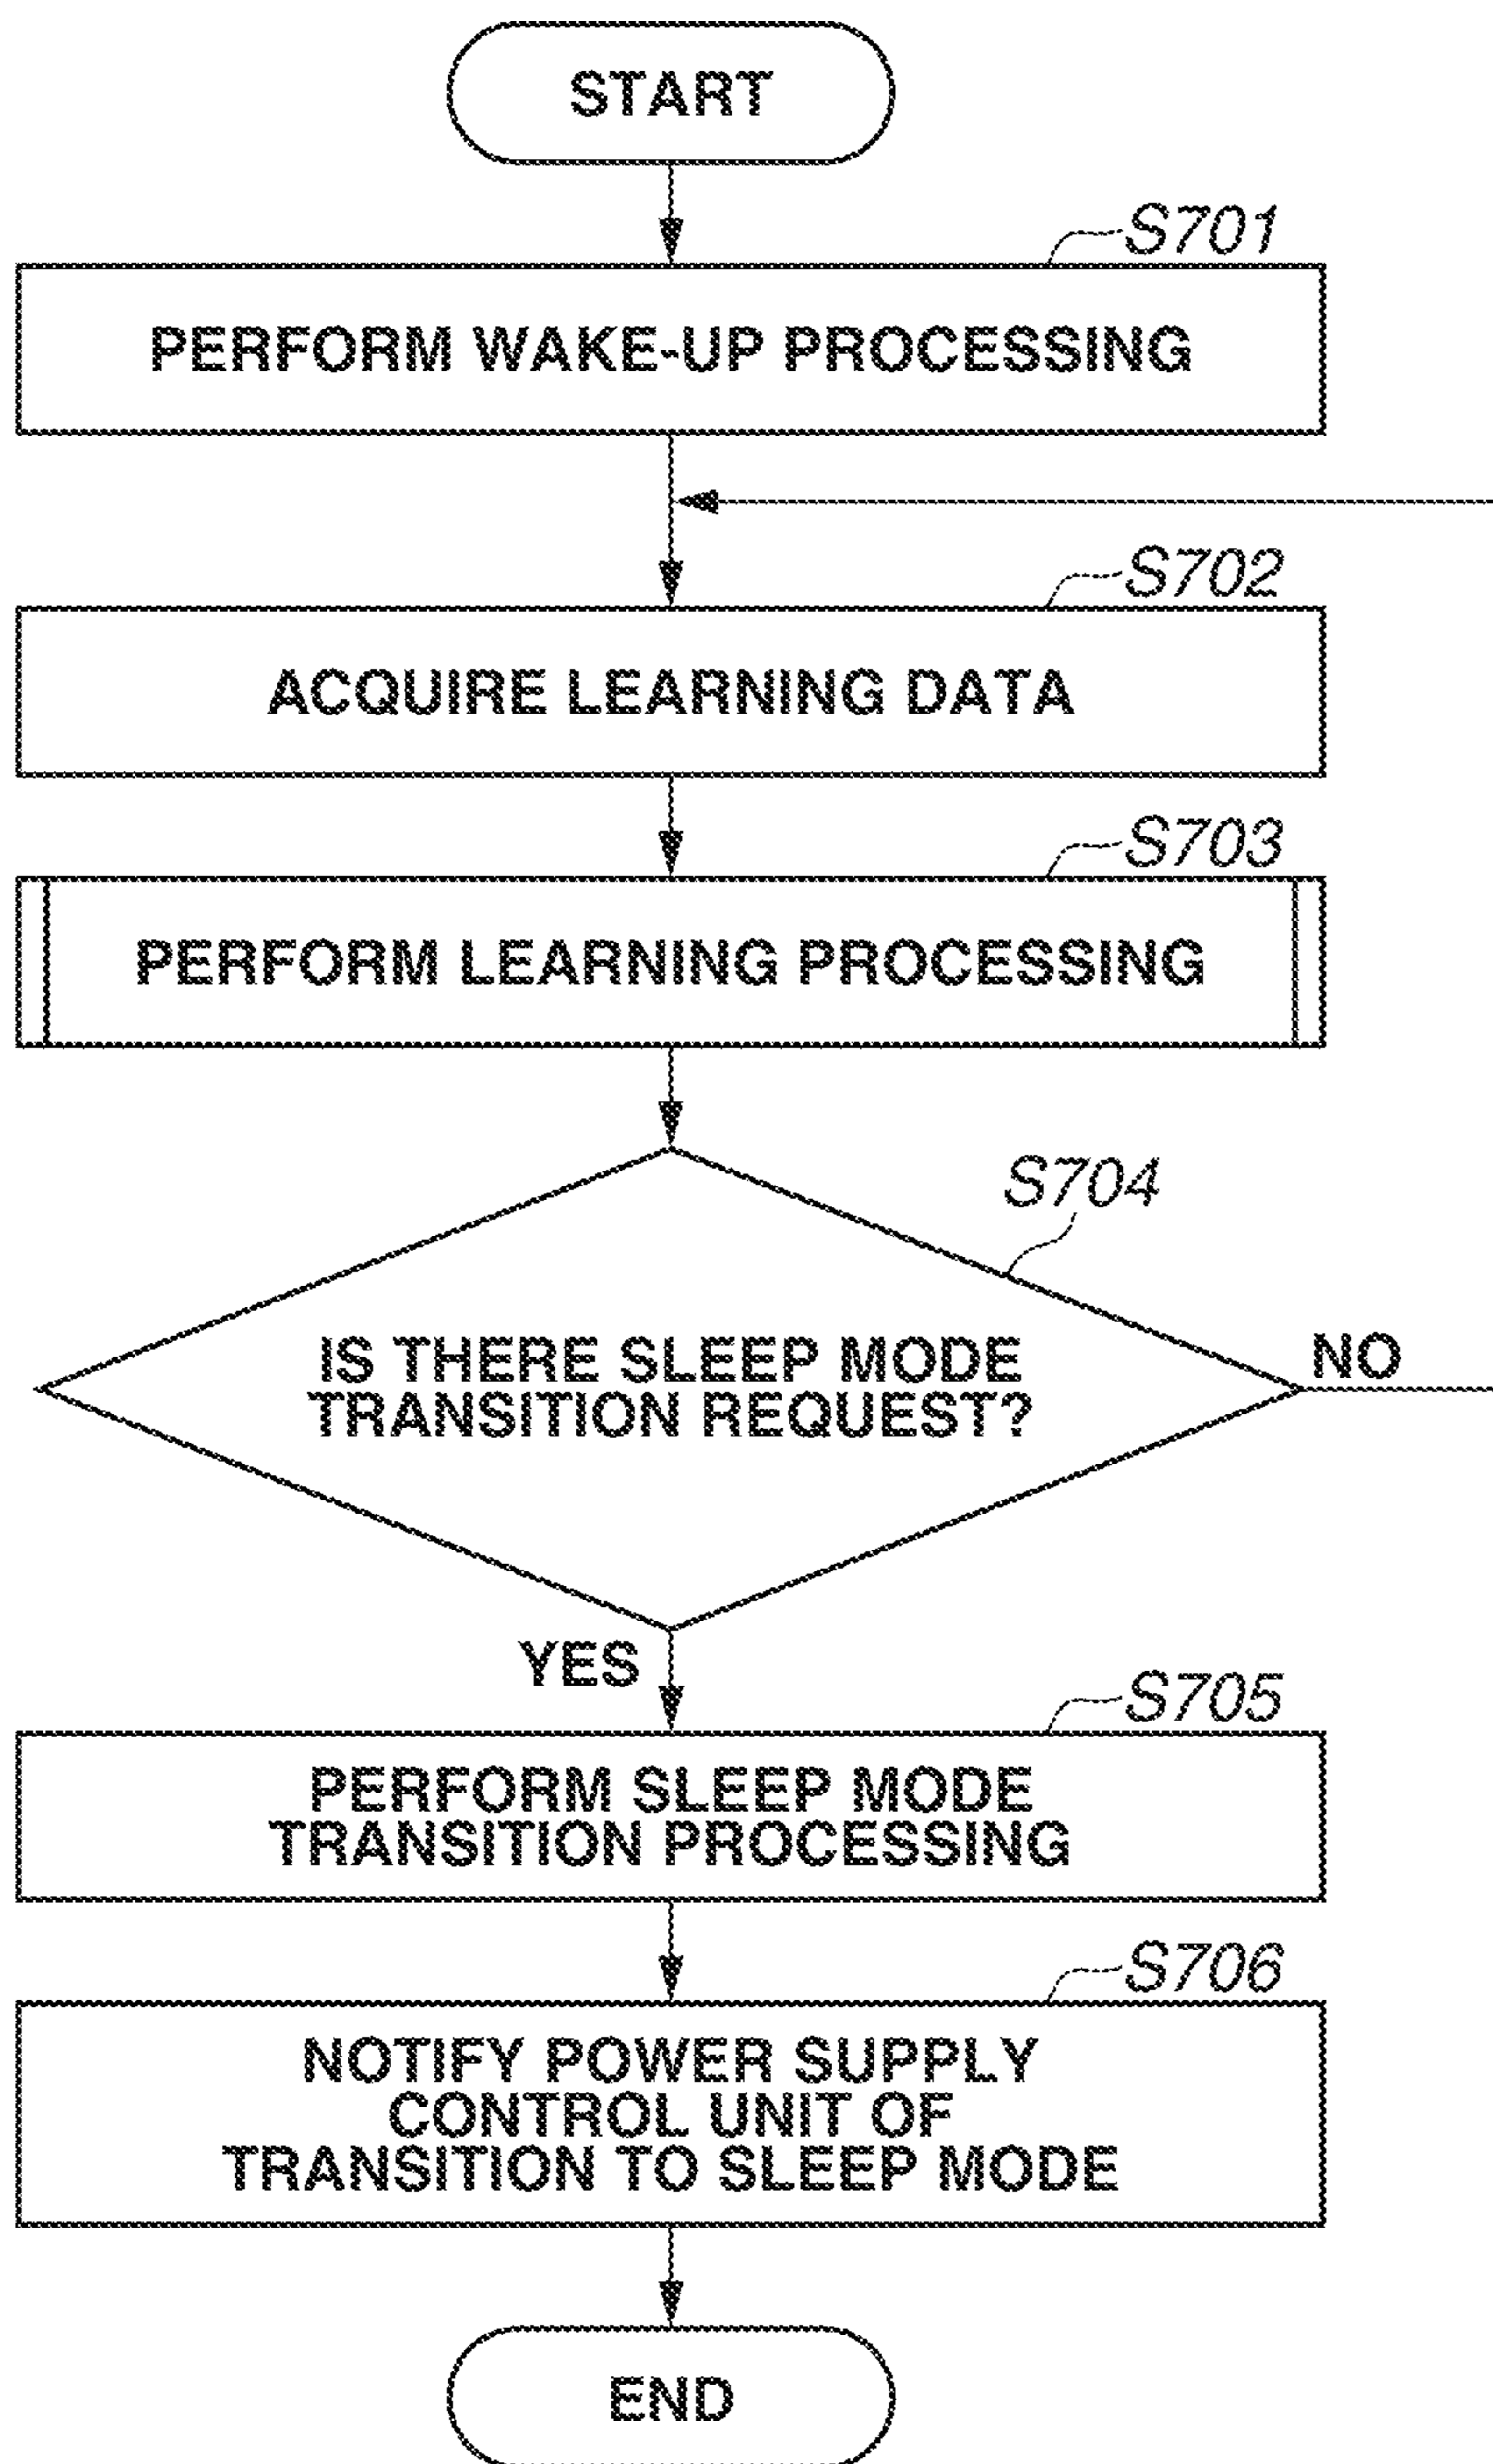 START
S701
PERFORM WAKE-UP PROCESSING
S702
ACQUIRE LEARNING DATA
S703
PERFORM LEARNING PROCESSING
S704
IS THERE SLEEP MODE
TRANSITION REQUEST?
NO
YES
S705
PERFORM SLEEP MODE
TRANSITION PROCESSING
S706
NOTIFY POWER SUPPLY
CONTROL UNIT OF
TRANSITION TO SLEEP MODE
END